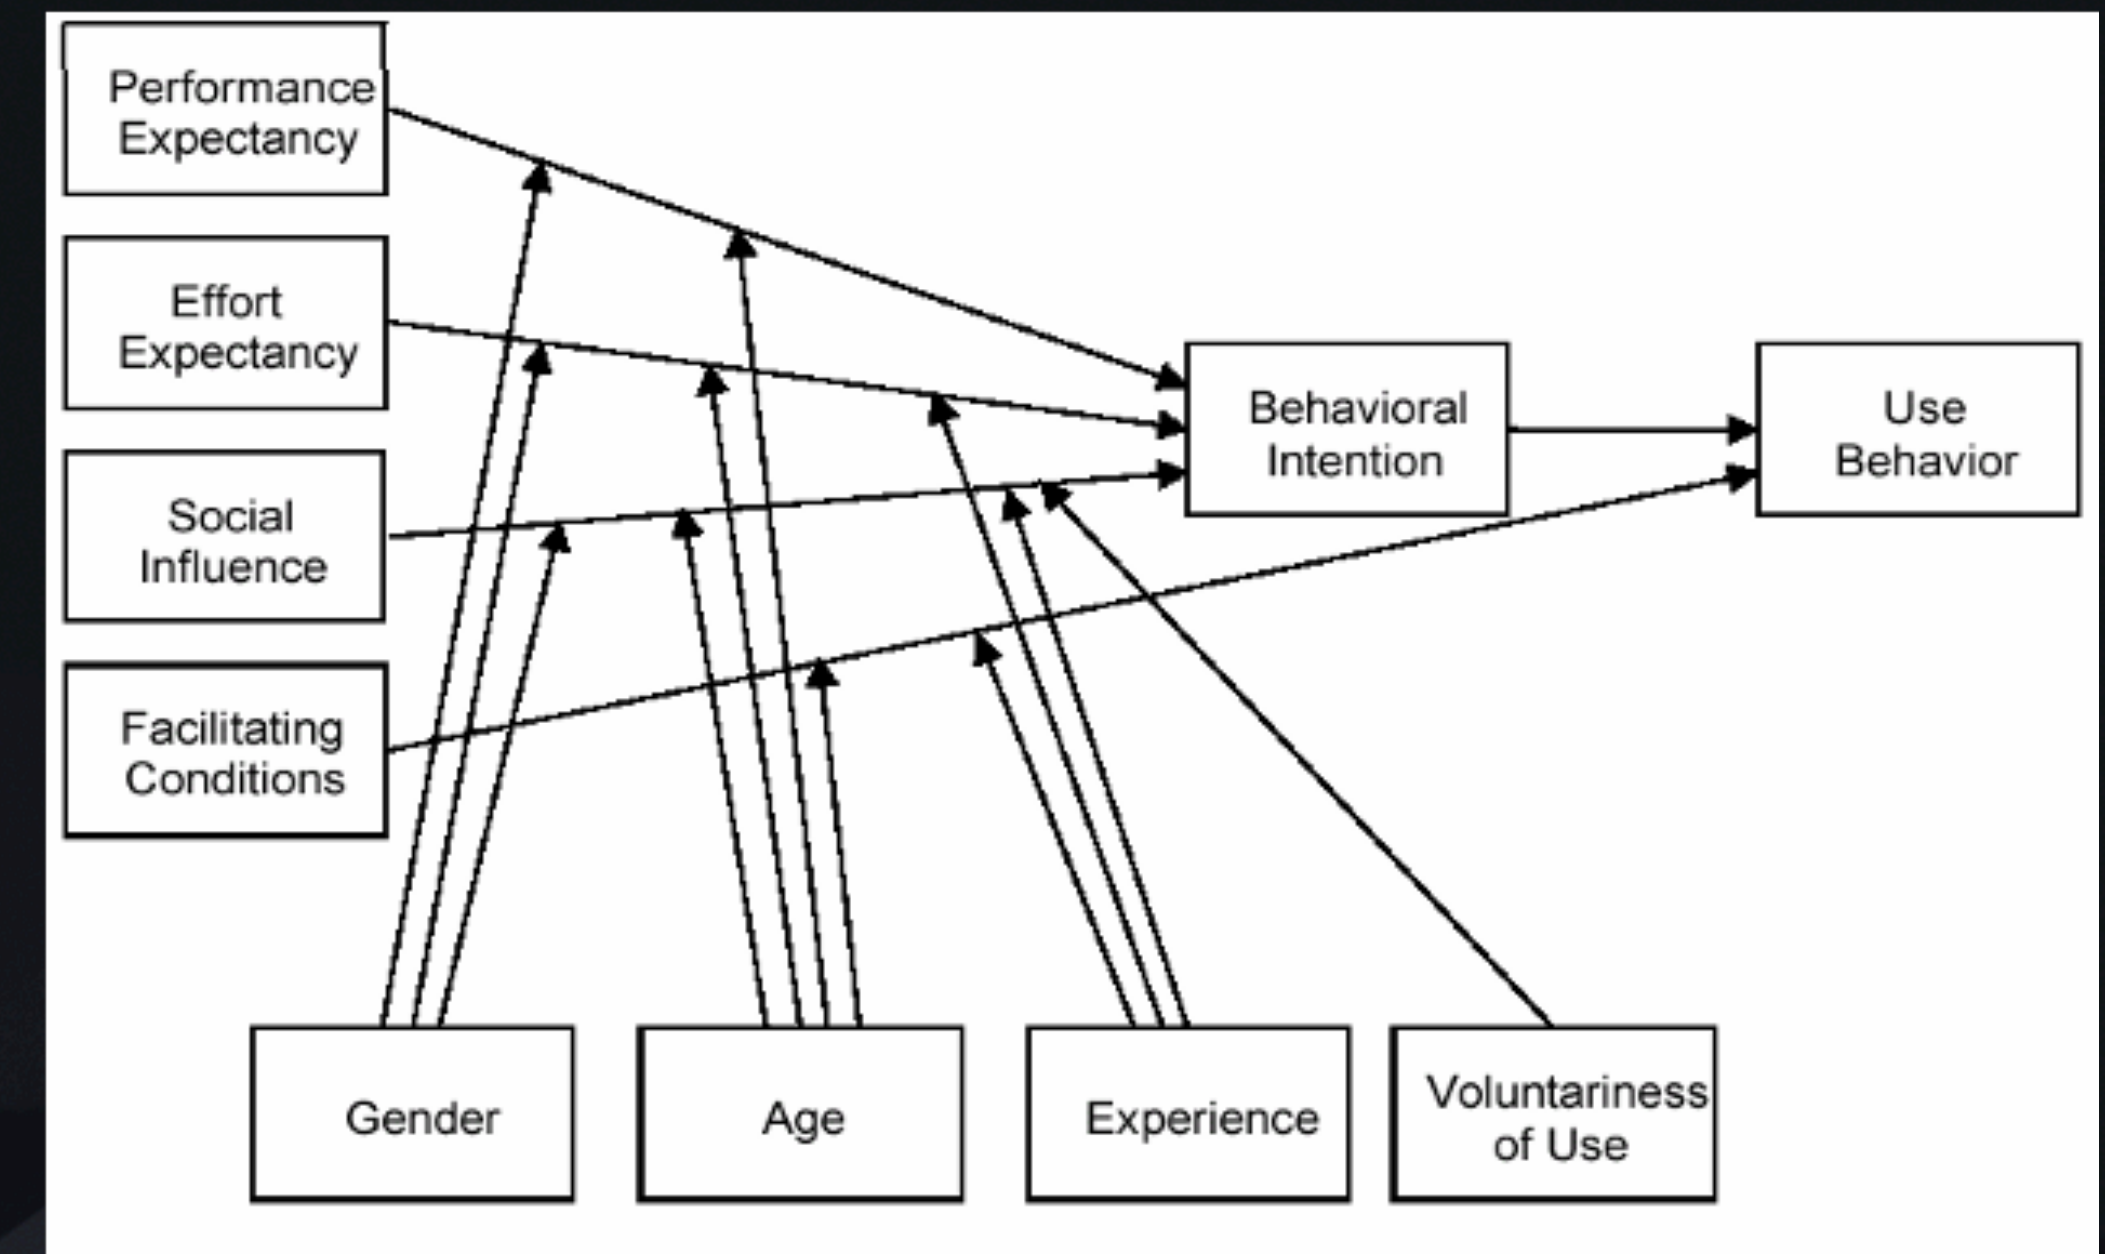 Performance
Expectancy
Effort
Expectancy
Social
Influence
Facilitating
Conditions
Behavioral
Intention
Use
Behavior
Gender
Age
Experience
Voluntariness
of Use